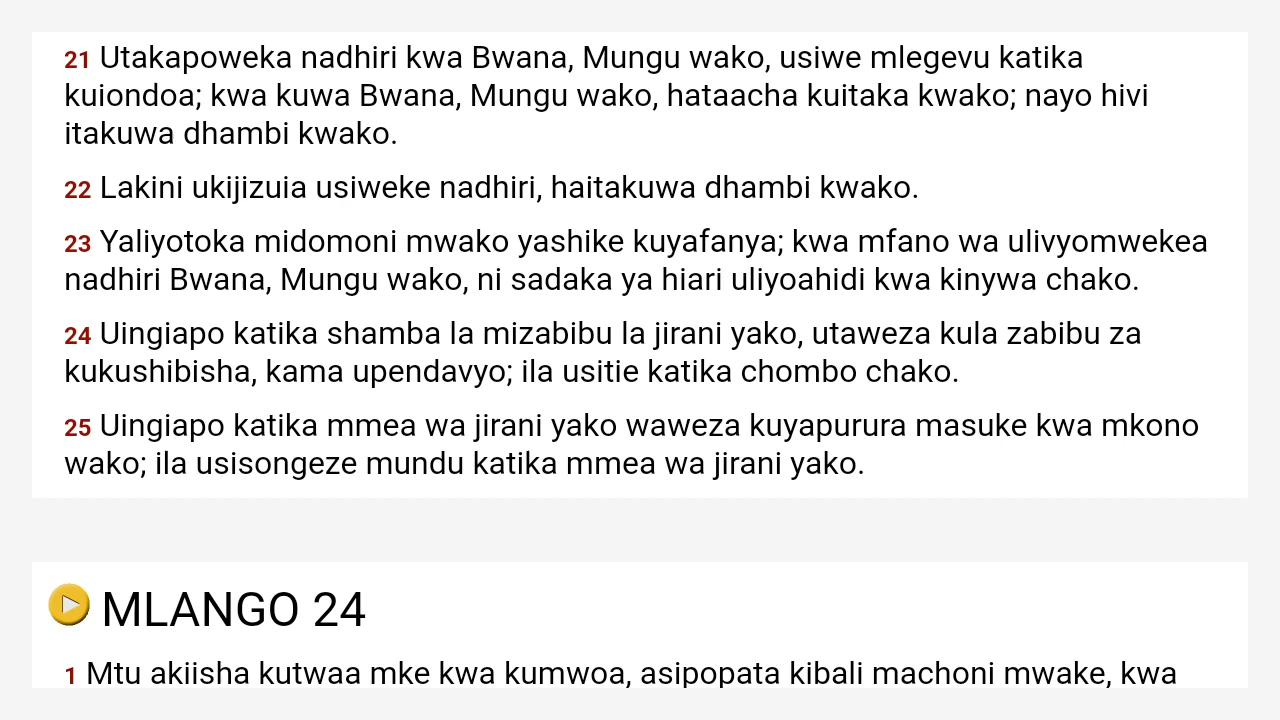 21 Utakapoweka nadhiri kwa Bwana, Mungu wako, usiwe mlegevu katika
kuiondoa; kwa kuwa Bwana, Mungu wako, hataacha kuitaka kwako; nayo hivi
itakuwa dhambi kwako.
22 Lakini ukijizuia usiweke nadhiri, haitakuwa dhambi kwako.
23 Yaliyotoka midomoni mwako yashike kuyafanya; kwa mfano wa ulivyomwekea
nadhiri Bwana, Mungu wako, ni sadaka ya hiari uliyoahidi kwa kinywa chako.
24 Uingiapo katika shamba la mizabibu la jirani yako, utaweza kula zabibu za
kukushibisha, kama upendavyo; ila usitie katika chombo chako.
25 Uingiapo katika mmea wa jirani yako waweza kuyapurura masuke kwa mkono
wako; ila usisongeze mundu katika mmea wa jirani yako.
MLANGO 24
1 Mtu akiisha kutwaa mke kwa kumwoa, asipopata kibali machoni mwake, kwa